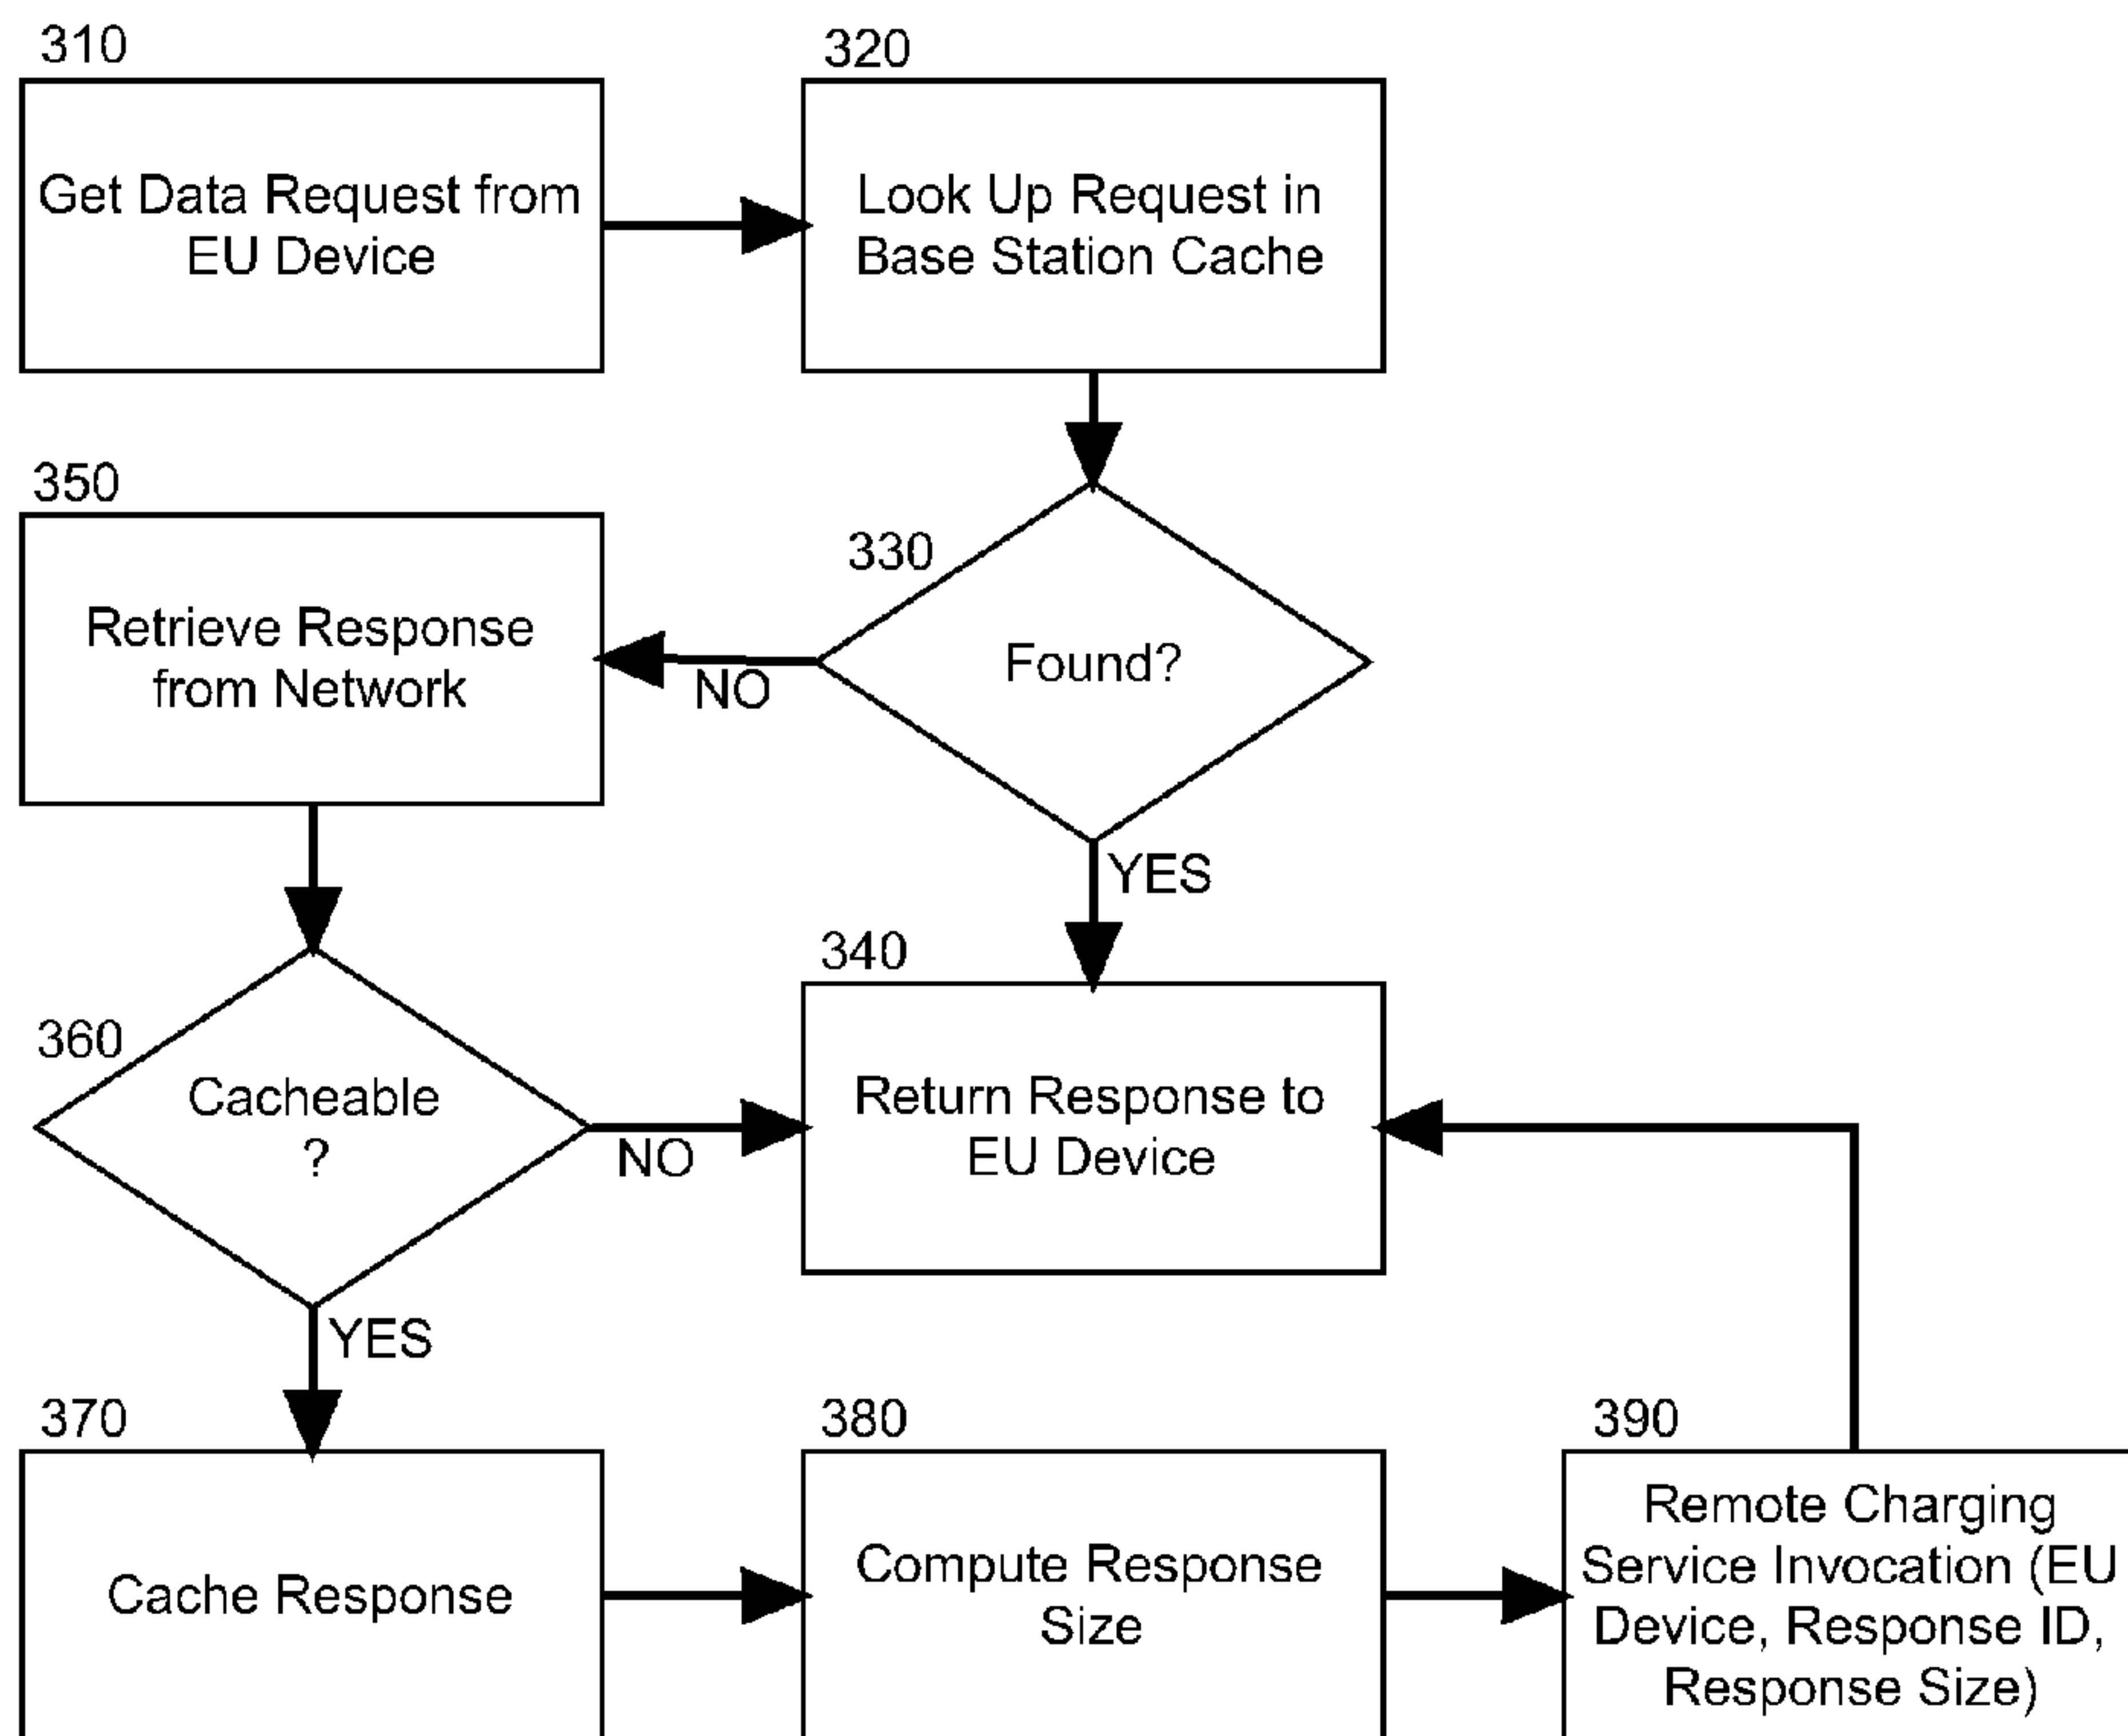 310
Get Data Request from
EU Device
320
Look Up Request in
Base Station Cache
350
Retrieve Response
from Network
330
Found?
NO
YES
360
Cacheable
?
NO
340
Return Response to
EU Device
YES
370
Cache Response
380
Compute Response
Size
390
Remote Charging
Service Invocation (EU
Device, Response ID,
Response Size)